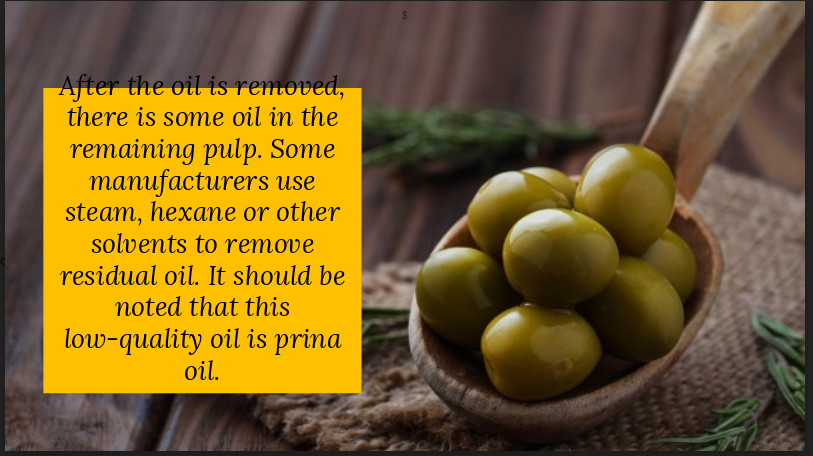 8
After the oil is removed,
there is some oil in the
remaining pulp. Some
manufacturers use
steam, hexane or other
solvents to remove
residual oil. It should be
noted that this
low-quality oil is prina
oil.